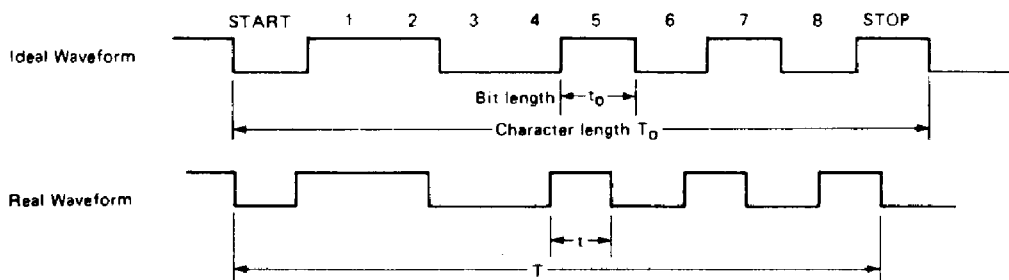 START 1 2 3 4 5 6 7 8 STOP
Ideal Waveform
Bit length t₀
Character length T₀
Real Waveform
t
T